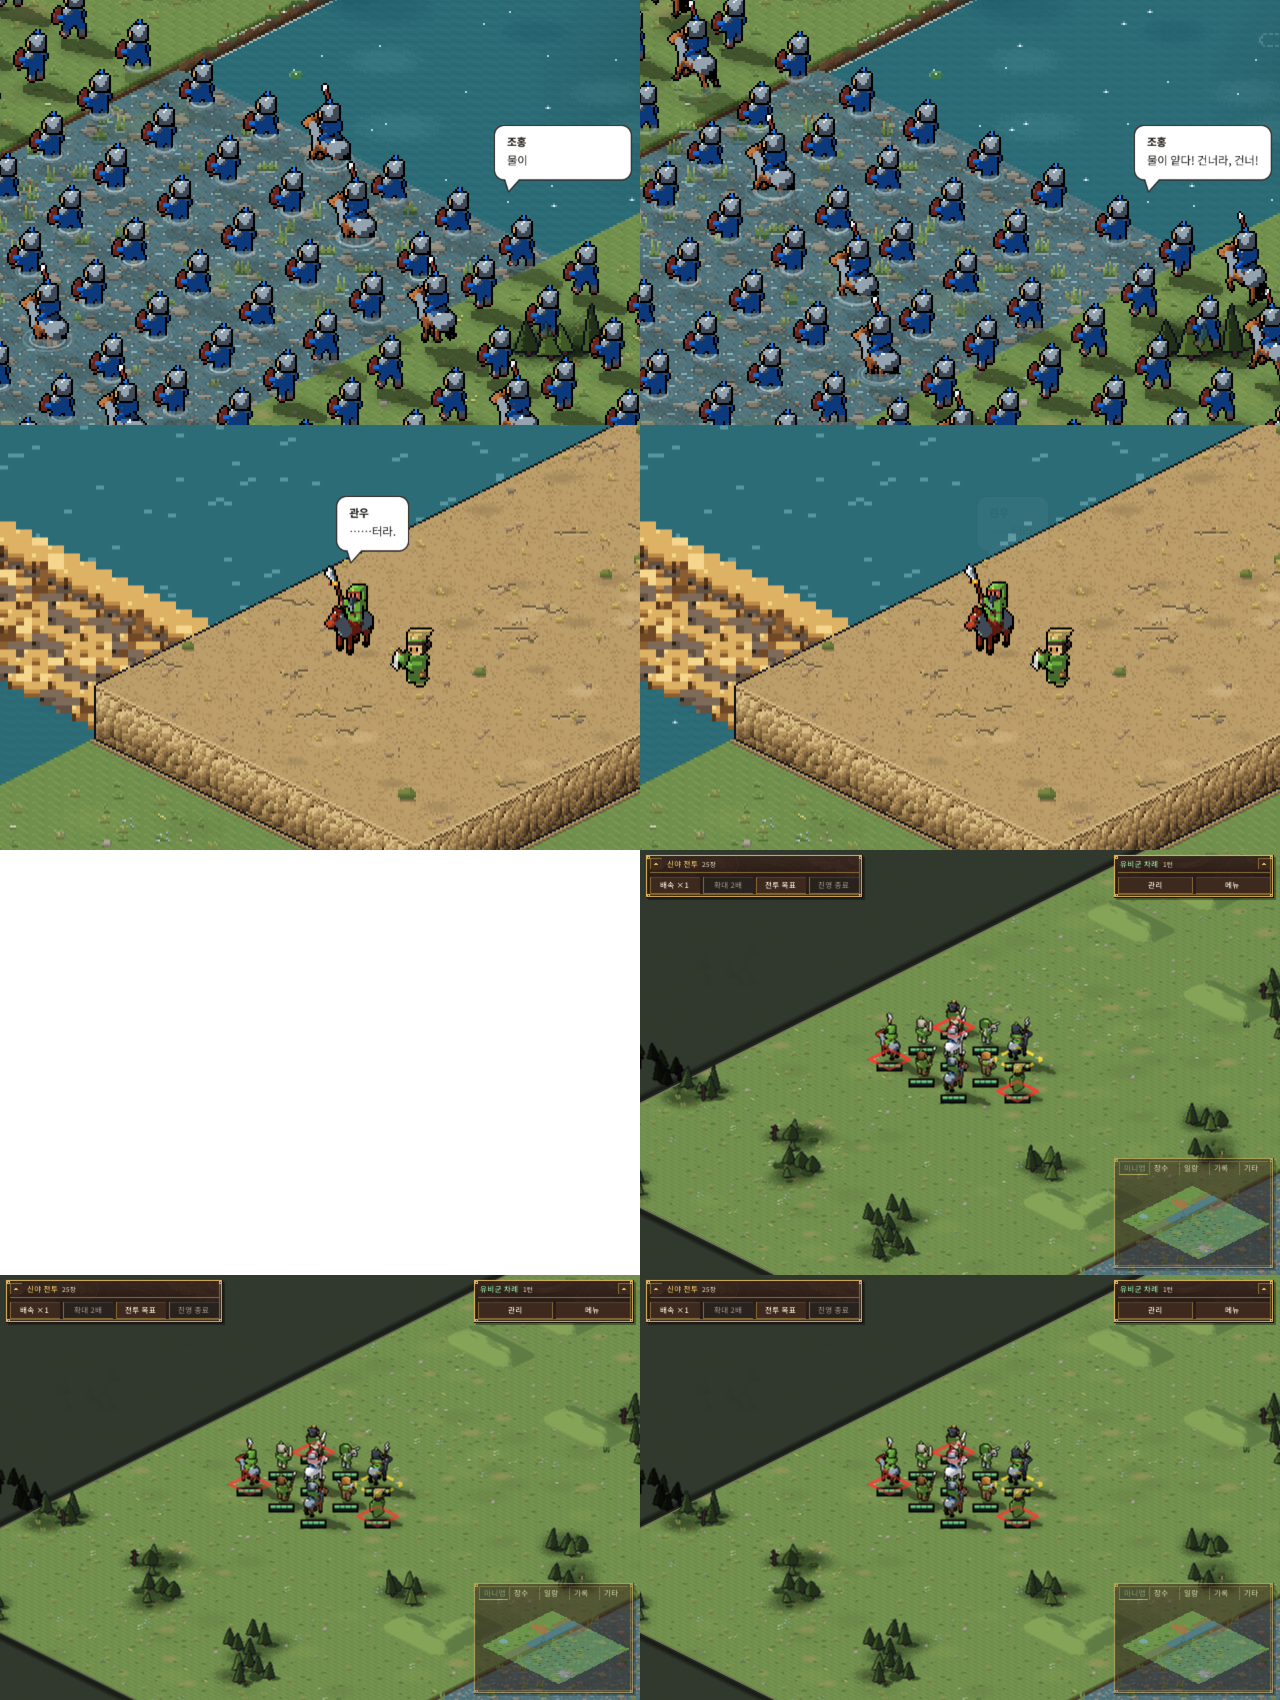 조홍
물이
조홍
물이 얕다! 건너라, 건너!
관우
……터라.
관우
신야 전투 25장
배속 ×1 확대 2배 전투 목표 진영 종료
유비군 차례 1턴
관리 메뉴
미니맵 장수 일람 기록 기타
신야 전투 25장
배속 ×1 확대 2배 전투 목표 진영 종료
유비군 차례 1턴
관리 메뉴
미니맵 장수 일람 기록 기타
신야 전투 25장
배속 ×1 확대 2배 전투 목표 진영 종료
유비군 차례 1턴
관리 메뉴
미니맵 장수 일람 기록 기타